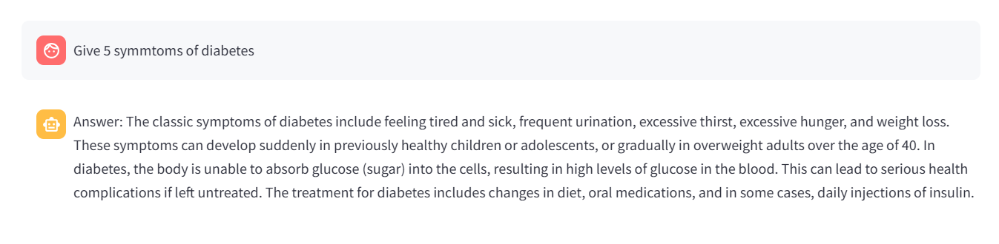 Give 5 symmtoms of diabetes
Answer: The classic symptoms of diabetes include feeling tired and sick, frequent urination, excessive thirst, excessive hunger, and weight loss.
These symptoms can develop suddenly in previously healthy children or adolescents, or gradually in overweight adults over the age of 40. In
diabetes, the body is unable to absorb glucose (sugar) into the cells, resulting in high levels of glucose in the blood. This can lead to serious health
complications if left untreated. The treatment for diabetes includes changes in diet, oral medications, and in some cases, daily injections of insulin.